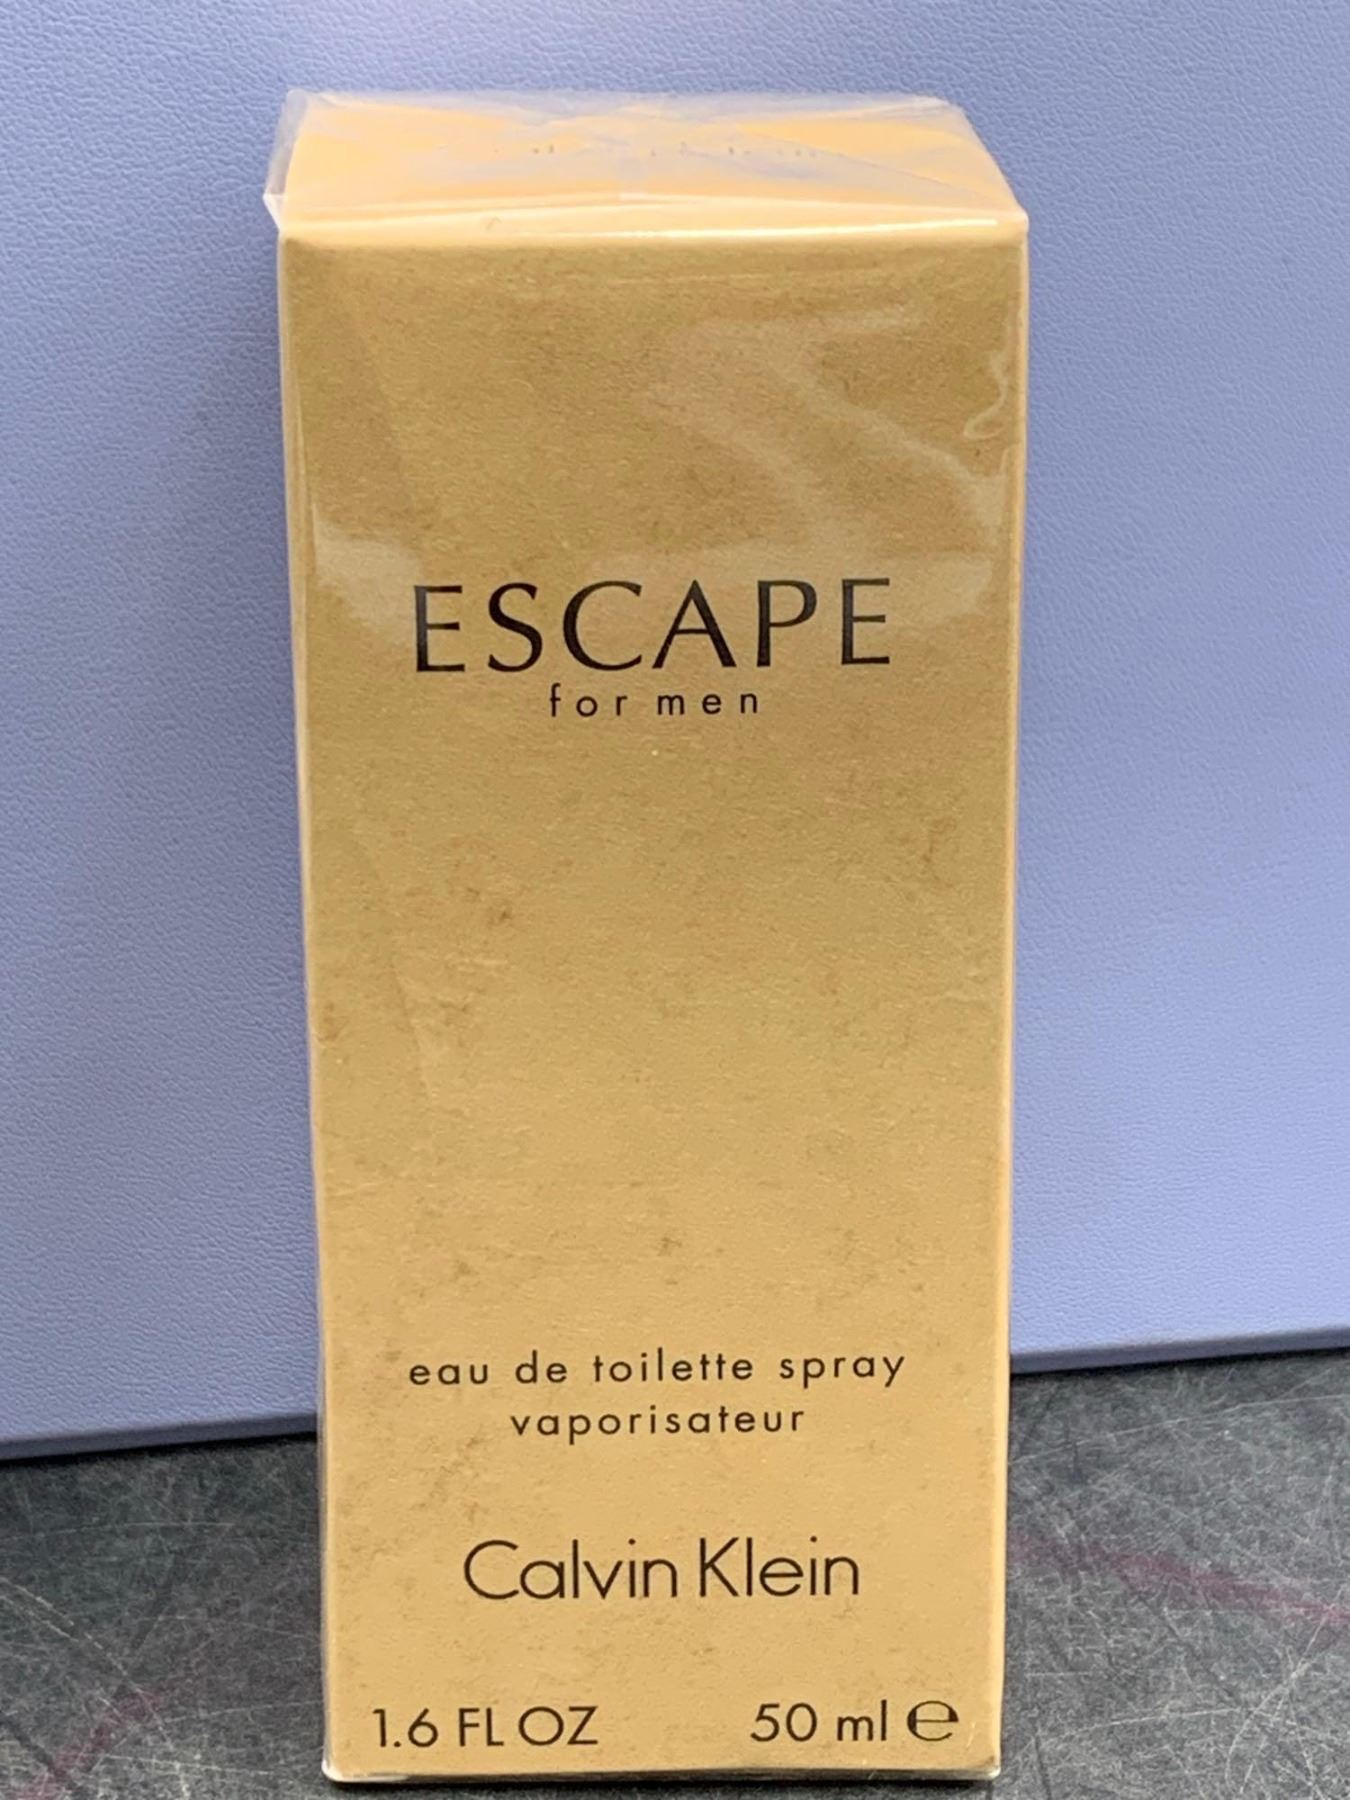 ESCAPE
for men
eau de toilette spray
vaporisateur
Calvin Klein
1.6 FL OZ 50 ml ℮